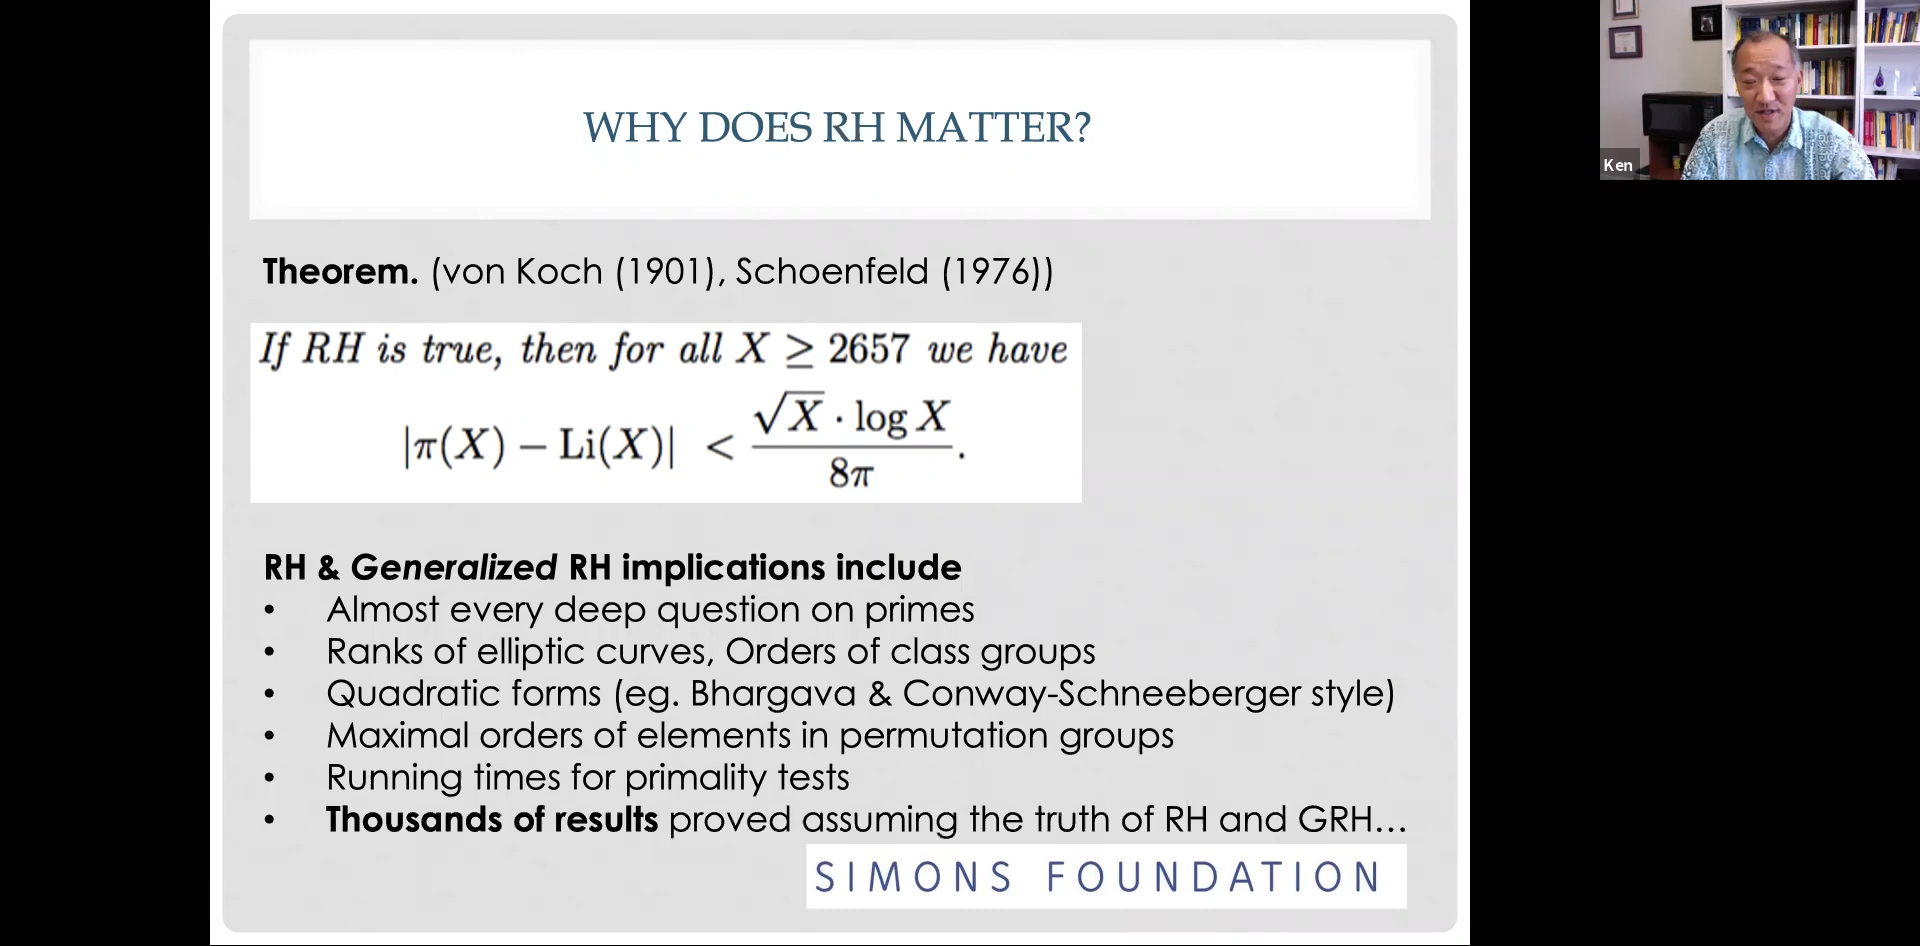 WHY DOES RH MATTER?
Ken
Theorem. (von Koch (1901), Schoenfeld (1976))
If RH is true, then for all X ≥ 2657 we have
|π(X) − Li(X)| < √X · log X / 8π.
RH & Generalized RH implications include
• Almost every deep question on primes
• Ranks of elliptic curves, Orders of class groups
• Quadratic forms (eg. Bhargava & Conway-Schneeberger style)
• Maximal orders of elements in permutation groups
• Running times for primality tests
• Thousands of results proved assuming the truth of RH and GRH...
SIMONS FOUNDATION